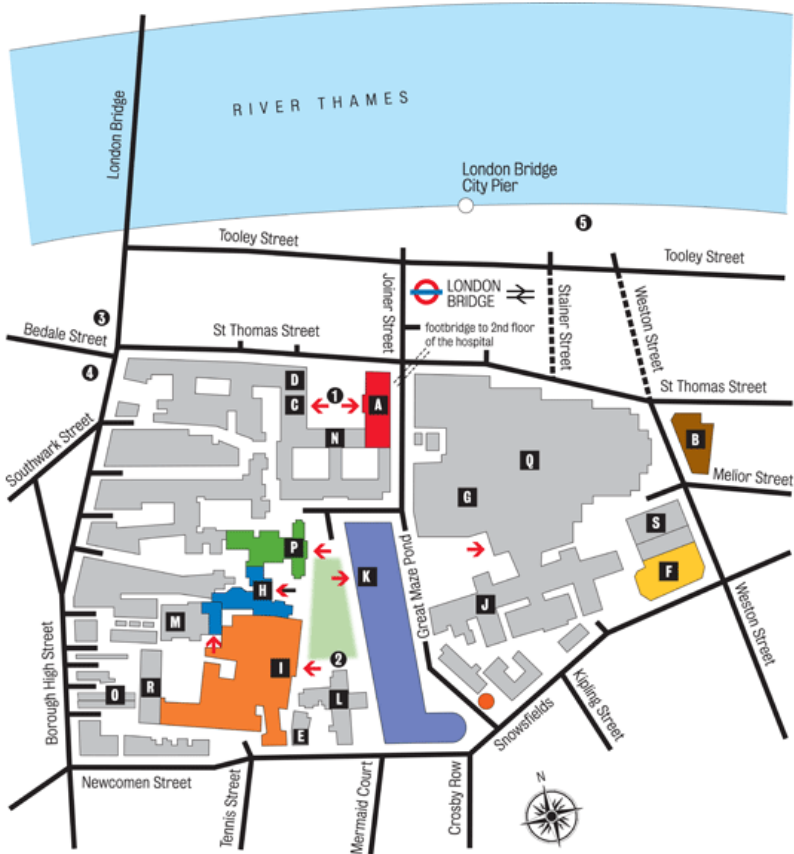 London Bridge
RIVER THAMES
London Bridge
City Pier
5
Tooley Street
Tooley Street
Joiner Street
LONDON
BRIDGE
Stainer Street
Weston Street
3
Bedale Street
St Thomas Street
footbridge to 2nd floor
of the hospital
4
D
1
C
A
St Thomas Street
Southwark Street
N
B
Q
Melior Street
G
S
P
K
Great Maze Pond
F
H
J
M
Weston Street
Borough High Street
I
2
R
O
L
E
Kipling Street
Snowsfields
Newcomen Street
Tennis Street
Mermaid Court
Crosby Row
N